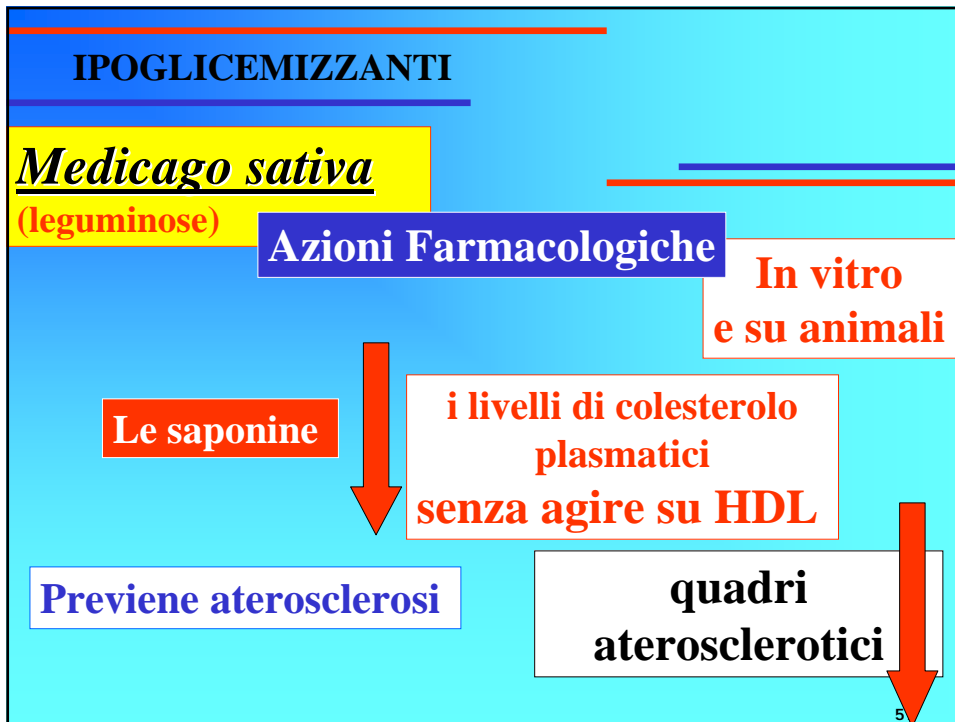 IPOGLICEMIZZANTI
Medicago sativa
(leguminose)
Azioni Farmacologiche
In vitro
e su animali
Le saponine
i livelli di colesterolo
plasmatici
senza agire su HDL
Previene aterosclerosi
quadri
aterosclerotici
5